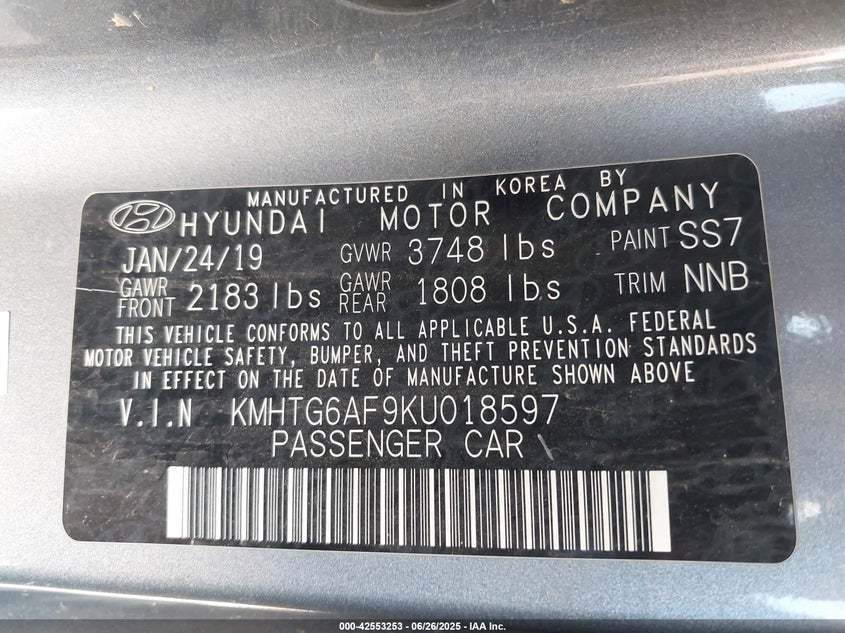 MANUFACTURED IN KOREA BY
HYUNDAI MOTOR COMPANY
JAN/24/19 GVWR 3748 lbs PAINT SS7
GAWR FRONT 2183 lbs GAWR REAR 1808 lbs TRIM NNB
THIS VEHICLE CONFORMS TO ALL APPLICABLE U.S.A. FEDERAL
MOTOR VEHICLE SAFETY, BUMPER, AND THEFT PREVENTION STANDARDS
IN EFFECT ON THE DATE OF MANUFACTURE SHOWN ABOVE
V.I.N KMHTG6AF9KU018597
PASSENGER CAR
000-42553253 - 06/26/2025 - IAA Inc.